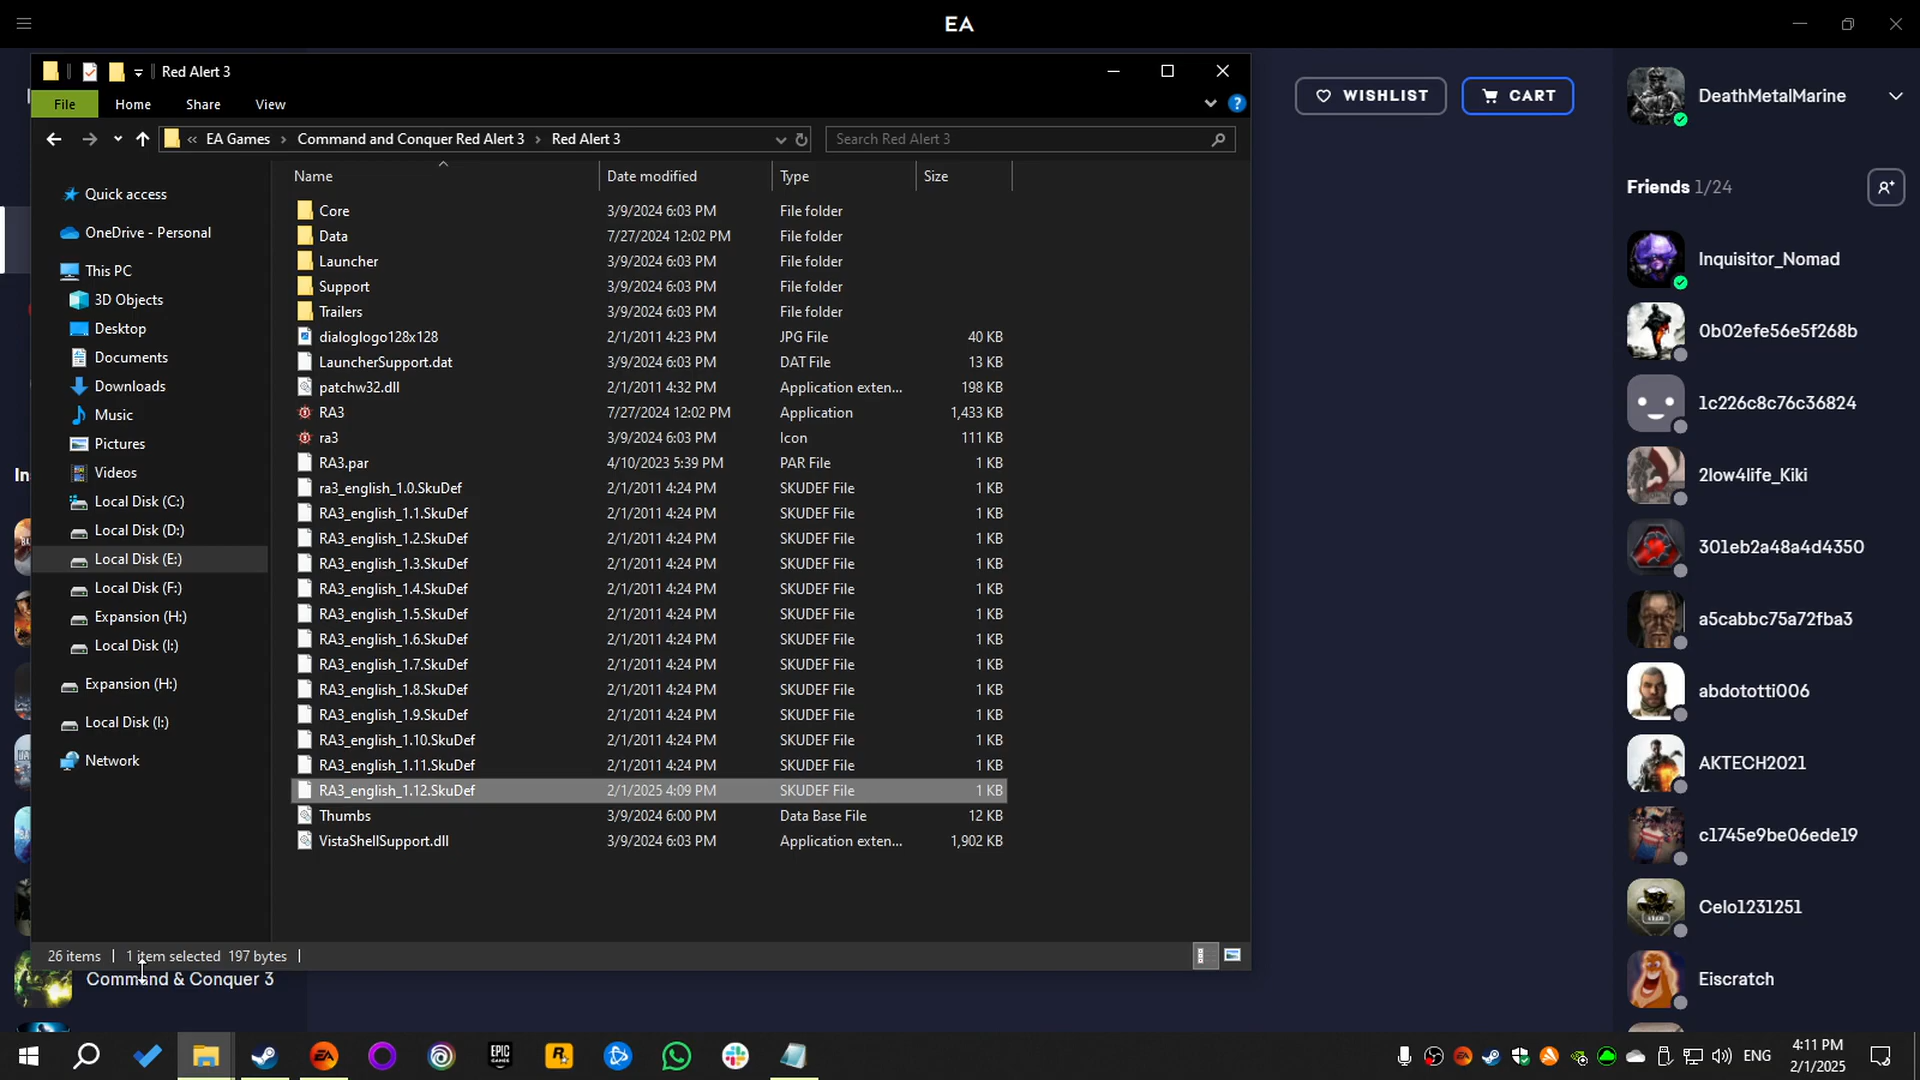 EA
Red Alert 3
File Home Share View
WISHLIST
CART
DeathMetalMarine
« EA Games › Command and Conquer Red Alert 3 › Red Alert 3
Search Red Alert 3
Name Date modified Type Size
Quick access
OneDrive - Personal
This PC
3D Objects
Desktop
Documents
Downloads
Music
Pictures
Videos
Local Disk (C:)
Local Disk (D:)
Local Disk (E:)
Local Disk (F:)
Expansion (H:)
Local Disk (I:)
Expansion (H:)
Local Disk (I:)
Network
Core 3/9/2024 6:03 PM File folder
Data 7/27/2024 12:02 PM File folder
Launcher 3/9/2024 6:03 PM File folder
Support 3/9/2024 6:03 PM File folder
Trailers 3/9/2024 6:03 PM File folder
dialoglogo128x128 2/1/2011 4:23 PM JPG File 40 KB
LauncherSupport.dat 3/9/2024 6:03 PM DAT File 13 KB
patchw32.dll 2/1/2011 4:32 PM Application exten... 198 KB
RA3 7/27/2024 12:02 PM Application 1,433 KB
ra3 3/9/2024 6:03 PM Icon 111 KB
RA3.par 4/10/2023 5:39 PM PAR File 1 KB
ra3_english_1.0.SkuDef 2/1/2011 4:24 PM SKUDEF File 1 KB
RA3_english_1.1.SkuDef 2/1/2011 4:24 PM SKUDEF File 1 KB
RA3_english_1.2.SkuDef 2/1/2011 4:24 PM SKUDEF File 1 KB
RA3_english_1.3.SkuDef 2/1/2011 4:24 PM SKUDEF File 1 KB
RA3_english_1.4.SkuDef 2/1/2011 4:24 PM SKUDEF File 1 KB
RA3_english_1.5.SkuDef 2/1/2011 4:24 PM SKUDEF File 1 KB
RA3_english_1.6.SkuDef 2/1/2011 4:24 PM SKUDEF File 1 KB
RA3_english_1.7.SkuDef 2/1/2011 4:24 PM SKUDEF File 1 KB
RA3_english_1.8.SkuDef 2/1/2011 4:24 PM SKUDEF File 1 KB
RA3_english_1.9.SkuDef 2/1/2011 4:24 PM SKUDEF File 1 KB
RA3_english_1.10.SkuDef 2/1/2011 4:24 PM SKUDEF File 1 KB
RA3_english_1.11.SkuDef 2/1/2011 4:24 PM SKUDEF File 1 KB
RA3_english_1.12.SkuDef 2/1/2025 4:09 PM SKUDEF File 1 KB
Thumbs 3/9/2024 6:00 PM Data Base File 12 KB
VistaShellSupport.dll 3/9/2024 6:03 PM Application exten... 1,902 KB
26 items 1 item selected 197 bytes
In
Command & Conquer 3
Friends 1/24
Inquisitor_Nomad
0b02efe56e5f268b
1c226c8c76c36824
2low4life_Kiki
301eb2a48a4d4350
a5cabbc75a72fba3
abdototti006
AKTECH2021
c1745e9be06ede19
Celo1231251
Eiscratch
EA
EPIC GAMES
R
ENG
4:11 PM
2/1/2025